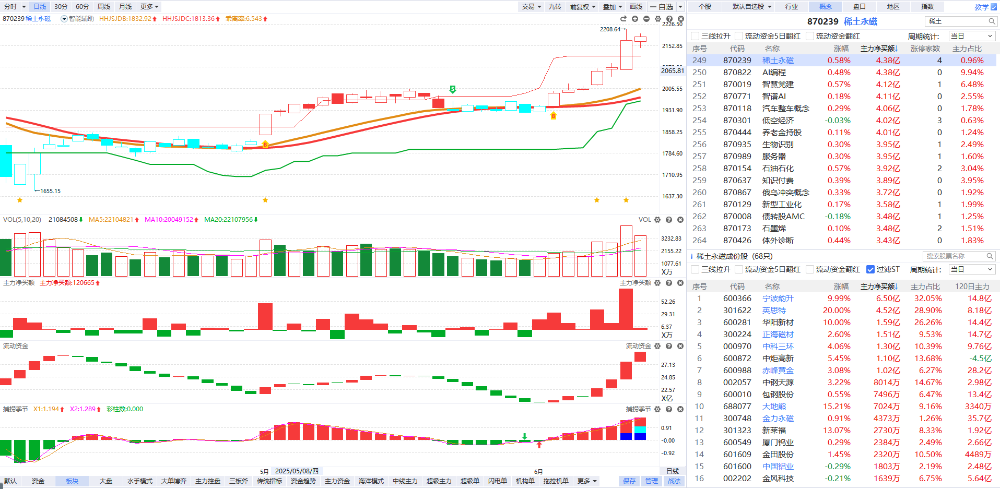 分时 日线 30分 60分 周线 月线 更多 交易 九转 前复权 叠加 画线 一自选
870239 稀土永磁 智能辅助 HHJSJDB:1832.92 HHJSJDC:1813.36 乖离率:6.543
2226.50
2208.64
2152.85
2065.81
2005.55
1931.90
1858.25
1784.60
1710.95
1655.15
1637.30
S
B
B
VOL(5,10,20) 21084508 MA5:22104821 MA10:20049152 MA20:22107956 VOL
3232.83
2155.22
1077.61
X万
主力净买额 主力净买额:120665 主力净买额
52.26
29.31
6.37
X万
流动资金 流动资金
27.13
24.85
22.57
X亿
捕捞季节 X1:1.194 X2:1.289 彩柱数:0.000 捕捞季节
0.91
-0.00
-0.92
5月 2025/05/08/四 6月 日线
默认 资金 板块 大盘 水手模式 大单博弈 主力控盘 三板斧 传统指标 资金趋势 主力资金 海洋模式 中线主力 超级主力 超级单 闪电单 机构单 拖拉机单 更多 保存 管理 战法
个股 默认自选股 行业 概念 盘口 地区 指数 教学
870239 稀土永磁 稀土
三线拉升 流动资金5日翻红 流动资金翻红 周期统计: 当日
序号 代码 名称 涨幅 主力净买额↓ 涨停家数 主力占比
249 870239 稀土永磁 0.58% 4.38亿 4 0.96%
250 870822 AI编程 0.48% 4.38亿 0 9.94%
251 870019 智慧党建 0.57% 4.12亿 1 6.48%
252 870771 智谱AI 0.18% 4.11亿 0 2.55%
253 870118 汽车整车概念 0.29% 4.06亿 0 1.78%
254 870301 低空经济 -0.03% 4.02亿 3 0.63%
255 870444 养老金持股 0.11% 4.01亿 0 1.24%
256 870935 生物识别 0.30% 3.95亿 1 2.49%
257 870989 服务器 0.30% 3.95亿 1 1.60%
258 870154 石油石化 0.57% 3.92亿 2 3.04%
259 870637 知识付费 0.39% 3.89亿 0 3.95%
260 870867 俄乌冲突概念 0.33% 3.72亿 0 1.92%
261 870129 新型工业化 0.17% 3.58亿 1 1.99%
262 870008 债转股AMC -0.18% 3.48亿 1 1.25%
263 870173 石墨烯 0.10% 3.48亿 2 1.51%
264 870426 体外诊断 0.44% 3.43亿 0 1.83%
稀土永磁成份股 (68只) 搜索股票名称
三线拉升 流动资金5日翻红 流动资金翻红 过滤ST 周期统计: 当日
序号 代码 名称 涨幅 主力净买额↓ 主力占比 120日主力
1 600366 宁波韵升 9.99% 6.50亿 32.05% 14.8亿
2 301622 英思特 20.00% 4.52亿 28.90% 8.18亿
3 600281 华阳新材 10.00% 1.59亿 26.26% 14.4亿
4 300224 正海磁材 2.60% 1.51亿 9.53% 14.7亿
5 000970 中科三环 4.06% 1.30亿 10.39% 9.76亿
6 600872 中炬高新 5.45% 1.10亿 13.68% -4.5亿
7 600988 赤峰黄金 3.08% 1.02亿 6.27% 28.2亿
8 002057 中钢天源 3.22% 8014万 14.67% 2.98亿
9 600010 包钢股份 0.55% 7496万 6.47% 13.4亿
10 688077 大地熊 15.21% 7024万 9.16% 3340万
11 300748 金力永磁 0.91% 4373万 1.26% 35.7亿
12 301323 新莱福 13.07% 2730万 8.33% 1.92亿
13 600549 厦门钨业 0.29% 2384万 2.49% 2.66亿
14 601609 金田股份 1.45% 2320万 10.50% 4489万
15 601600 中国铝业 -0.29% 1803万 2.19% 2.48亿
16 002202 金风科技 -0.21% 1639万 6.75% 5.64亿